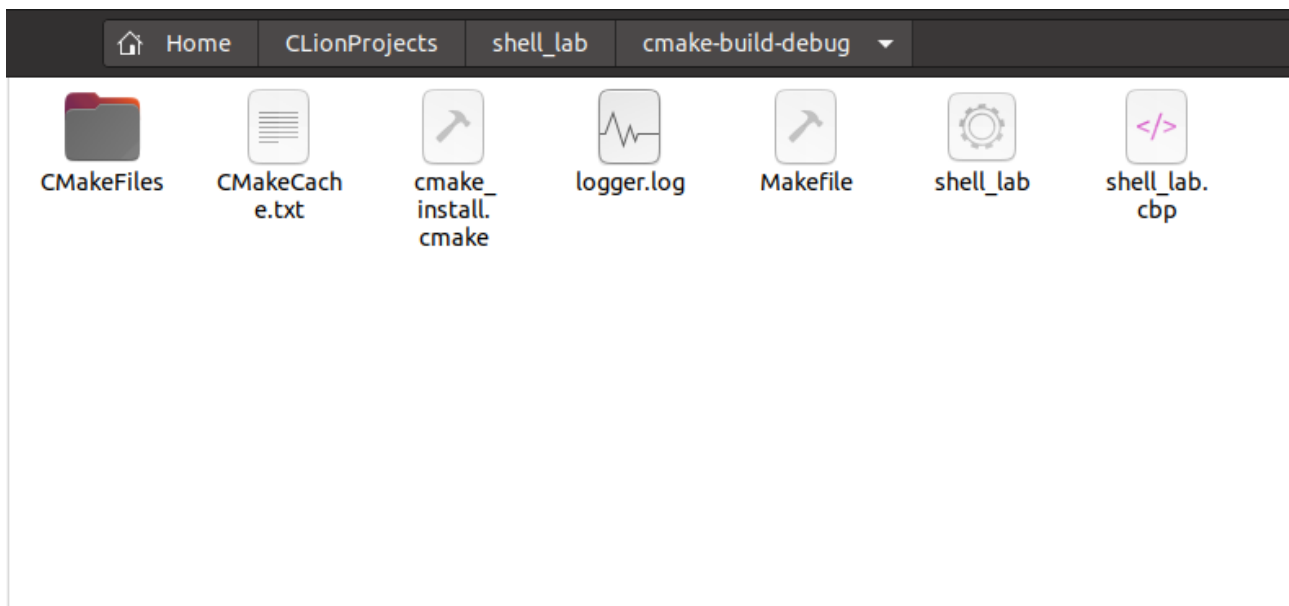 Home CLionProjects shell_lab cmake-build-debug
CMakeFiles CMakeCach cmake_ logger.log Makefile shell_lab shell_lab.
e.txt install. cbp
cmake